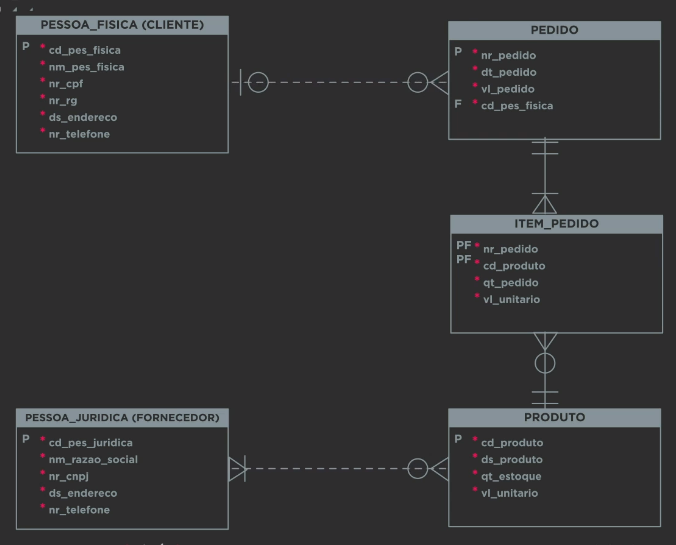 PESSOA_FISICA (CLIENTE)
P * cd_pes_fisica
* nm_pes_fisica
* nr_cpf
* nr_rg
* ds_endereco
* nr_telefone
PEDIDO
P * nr_pedido
* dt_pedido
* vl_pedido
F * cd_pes_fisica
ITEM_PEDIDO
PF * nr_pedido
PF * cd_produto
* qt_pedido
* vl_unitario
PESSOA_JURIDICA (FORNECEDOR)
P * cd_pes_juridica
* nm_razao_social
* nr_cnpj
* ds_endereco
* nr_telefone
PRODUTO
P * cd_produto
* ds_produto
* qt_estoque
* vl_unitario